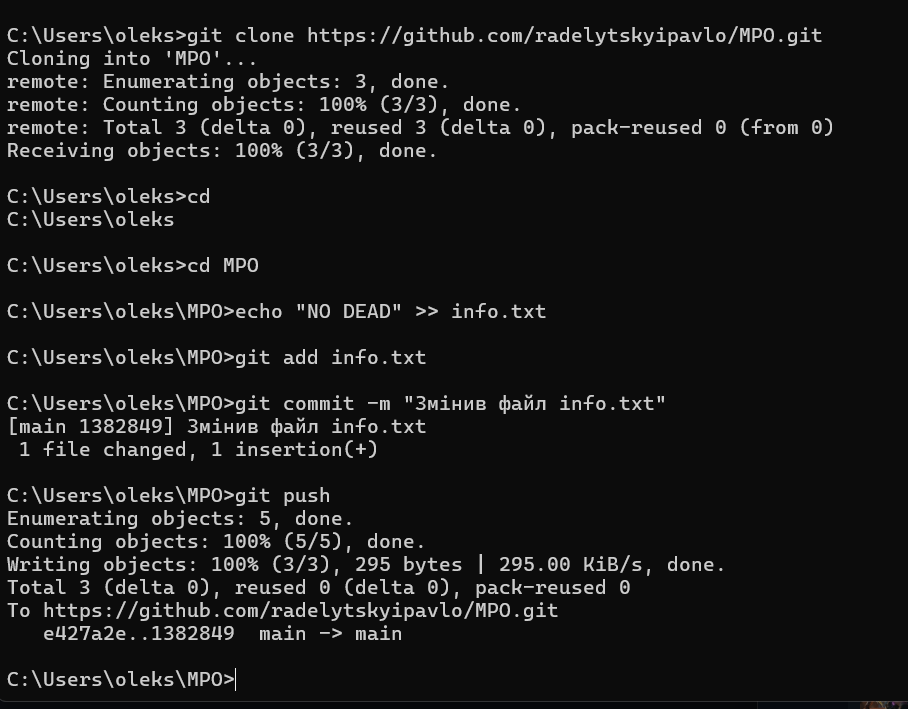 C:\Users\oleks>git clone https://github.com/radelytskyipavlo/MPO.git
Cloning into 'MPO'...
remote: Enumerating objects: 3, done.
remote: Counting objects: 100% (3/3), done.
remote: Total 3 (delta 0), reused 3 (delta 0), pack-reused 0 (from 0)
Receiving objects: 100% (3/3), done.
C:\Users\oleks>cd
C:\Users\oleks
C:\Users\oleks>cd MPO
C:\Users\oleks\MPO>echo "NO DEAD" >> info.txt
C:\Users\oleks\MPO>git add info.txt
C:\Users\oleks\MPO>git commit -m "Змінив файл info.txt"
[main 1382849] Змінив файл info.txt
1 file changed, 1 insertion(+)
C:\Users\oleks\MPO>git push
Enumerating objects: 5, done.
Counting objects: 100% (5/5), done.
Writing objects: 100% (3/3), 295 bytes | 295.00 KiB/s, done.
Total 3 (delta 0), reused 0 (delta 0), pack-reused 0
To https://github.com/radelytskyipavlo/MPO.git
e427a2e..1382849  main -> main
C:\Users\oleks\MPO>